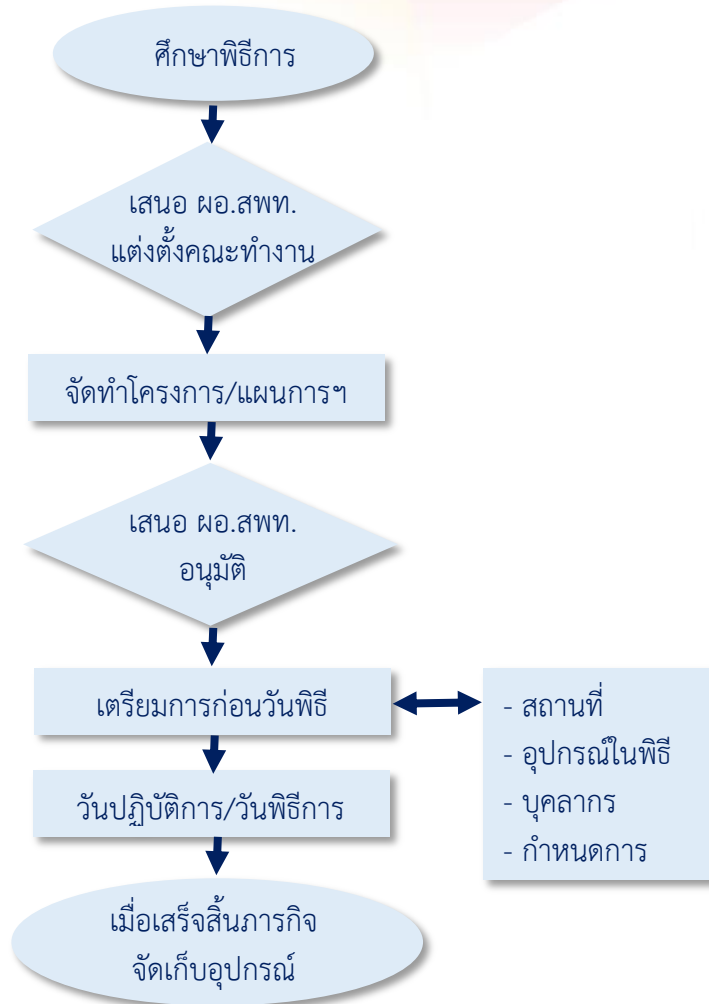 ศึกษาพิธีการ
เสนอ ผอ.สพท.
แต่งตั้งคณะทำงาน
จัดทำโครงการ/แผนการฯ
เสนอ ผอ.สพท.
อนุมัติ
เตรียมการก่อนวันพิธี
- สถานที่
- อุปกรณ์ในพิธี
- บุคลากร
- กำหนดการ
วันปฏิบัติการ/วันพิธีการ
เมื่อเสร็จสิ้นภารกิจ
จัดเก็บอุปกรณ์